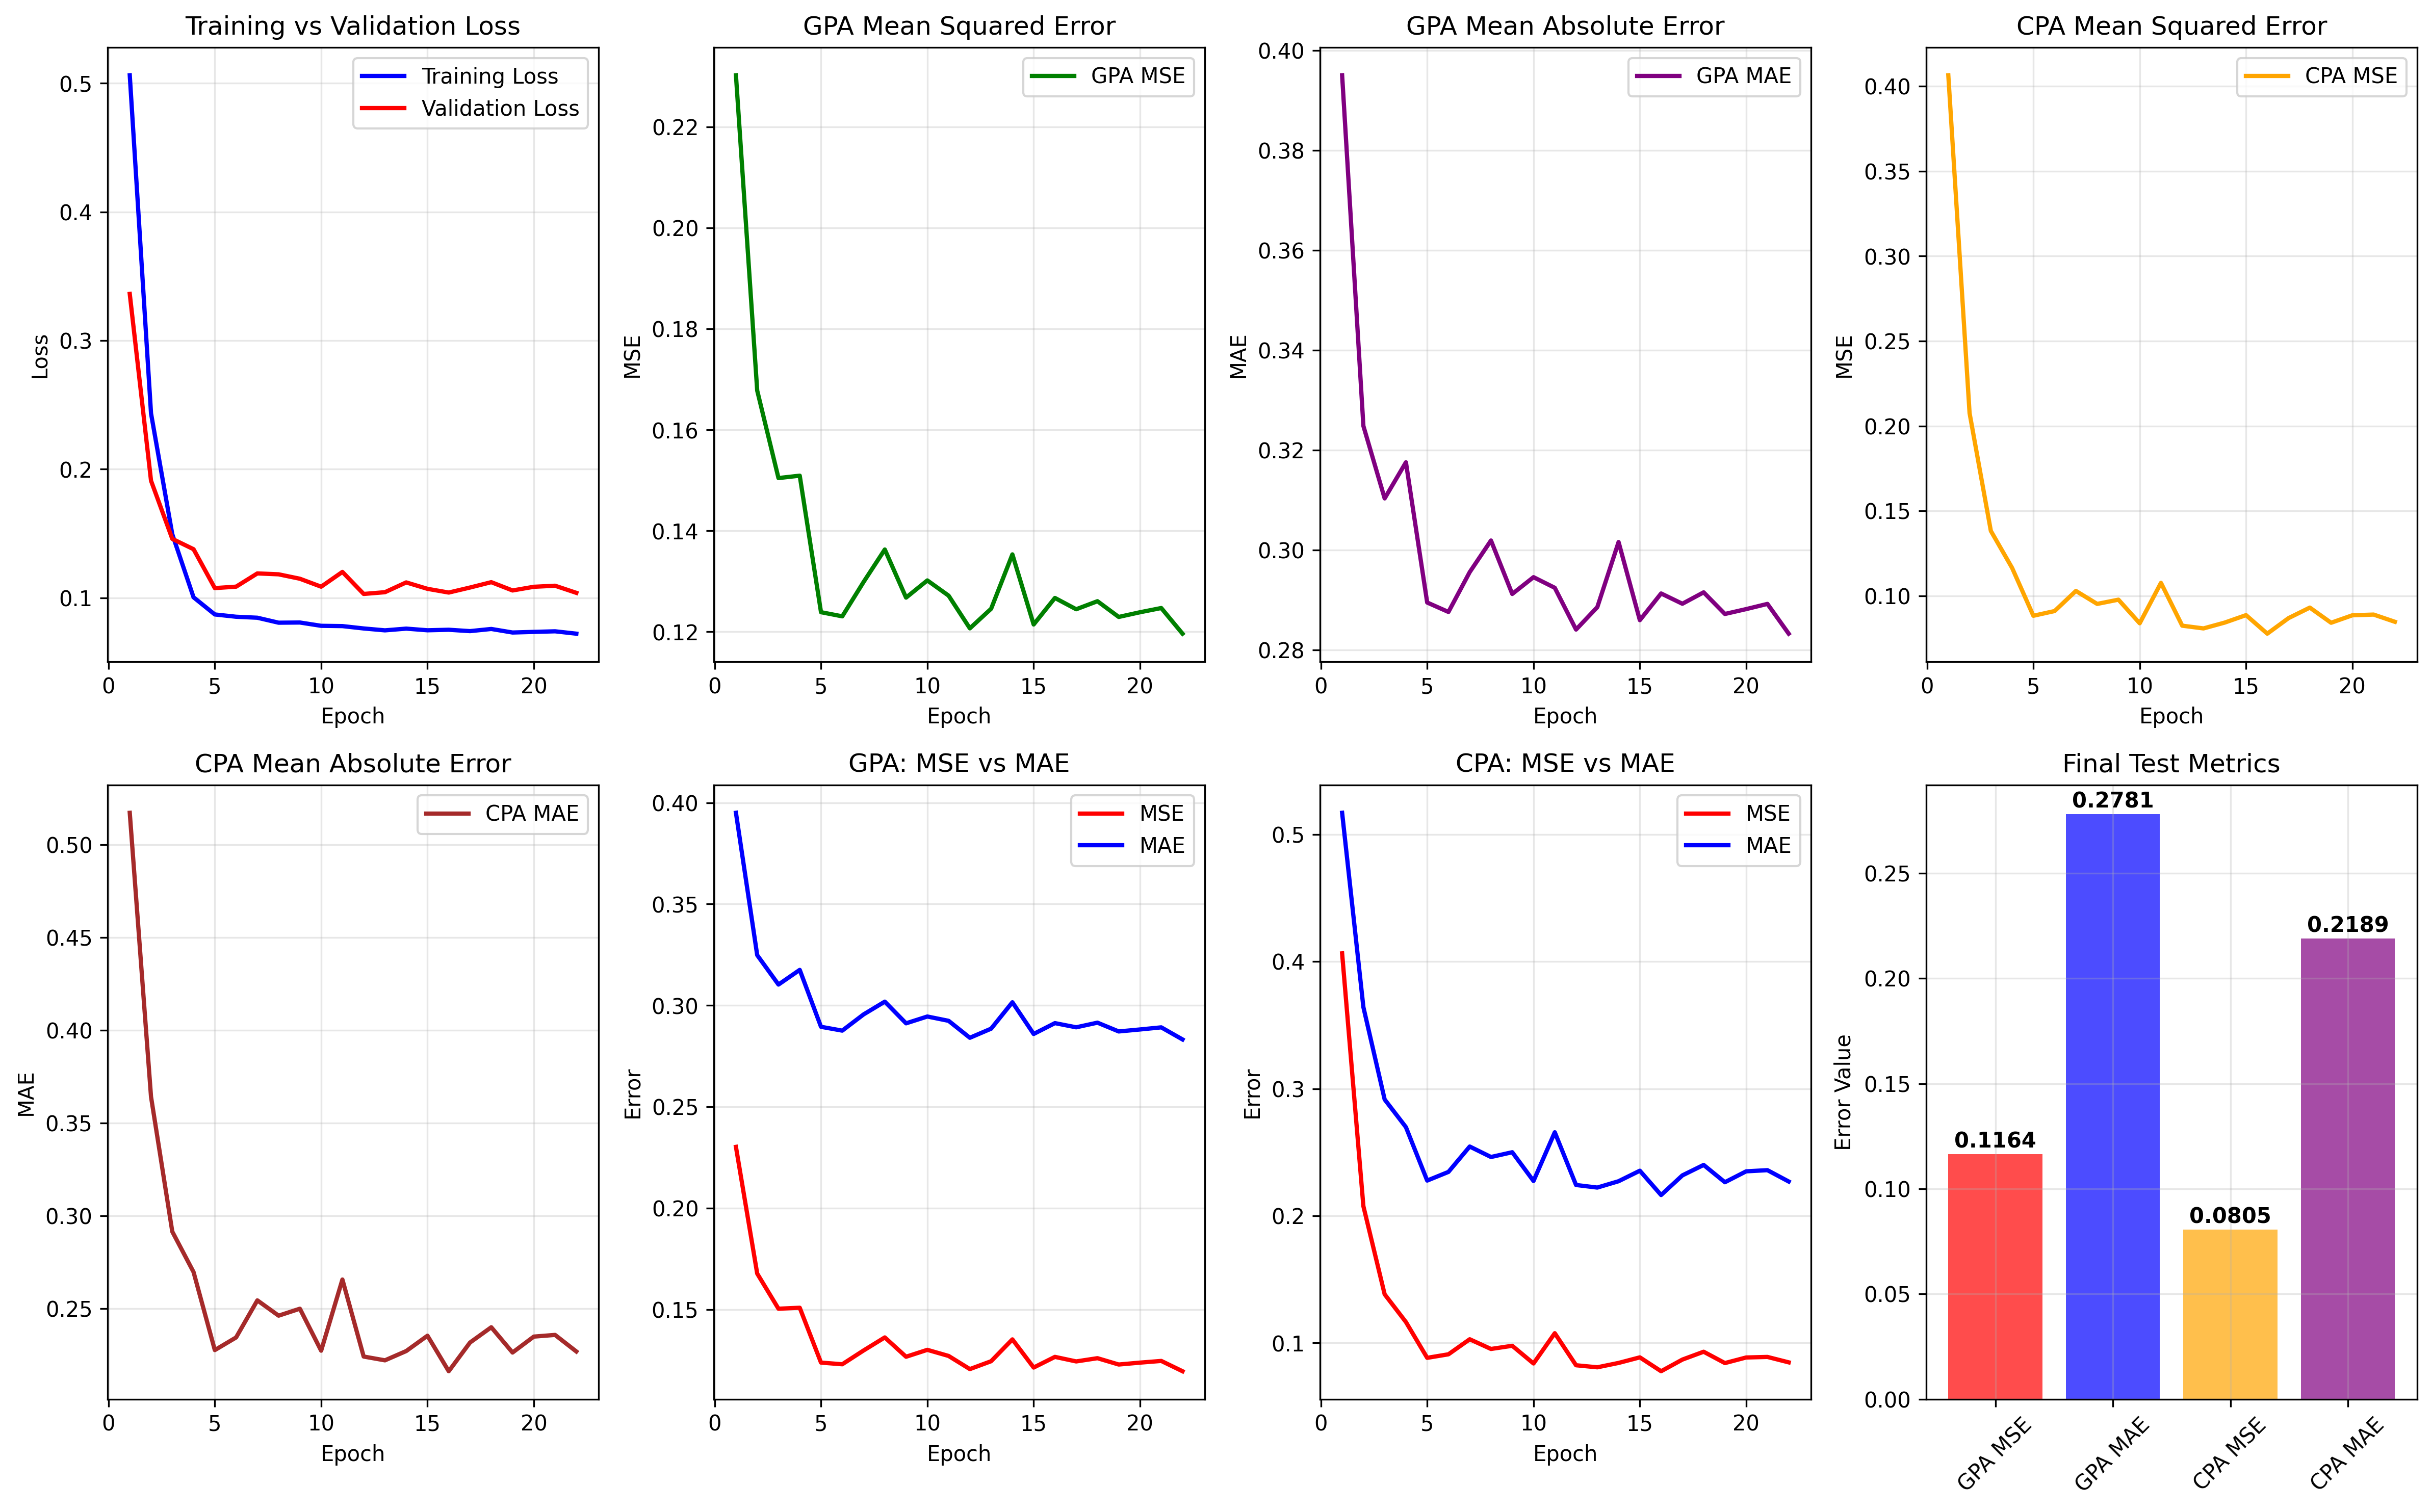 Training vs Validation Loss
Training Loss
Validation Loss
0.5
0.4
0.3
0.2
0.1
Loss
0 5 10 15 20
Epoch
GPA Mean Squared Error
GPA MSE
0.22
0.20
0.18
0.16
0.14
0.12
MSE
0 5 10 15 20
Epoch
GPA Mean Absolute Error
GPA MAE
0.40
0.38
0.36
0.34
0.32
0.30
0.28
MAE
0 5 10 15 20
Epoch
CPA Mean Squared Error
CPA MSE
0.40
0.35
0.30
0.25
0.20
0.15
0.10
MSE
0 5 10 15 20
Epoch
CPA Mean Absolute Error
CPA MAE
0.50
0.45
0.40
0.35
0.30
0.25
MAE
0 5 10 15 20
Epoch
GPA: MSE vs MAE
MSE
MAE
0.40
0.35
0.30
0.25
0.20
0.15
Error
0 5 10 15 20
Epoch
CPA: MSE vs MAE
MSE
MAE
0.5
0.4
0.3
0.2
0.1
Error
0 5 10 15 20
Epoch
Final Test Metrics
0.2781
0.2189
0.1164
0.0805
0.25
0.20
0.15
0.10
0.05
0.00
Error Value
GPA MSE
GPA MAE
CPA MSE
CPA MAE